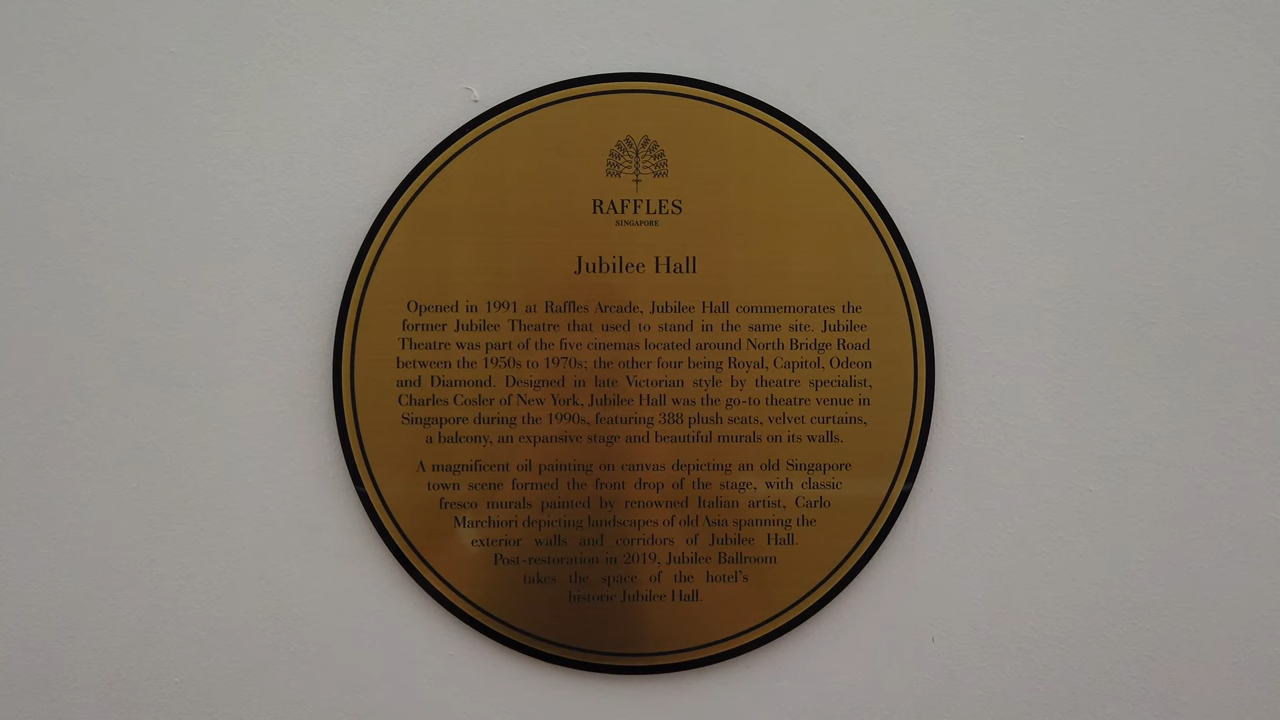 RAFFLES
SINGAPORE
Jubilee Hall
Opened in 1991 at Raffles Arcade, Jubilee Hall commemorates the
former Jubilee Theatre that used to stand in the same site. Jubilee
Theatre was part of the five cinemas located around North Bridge Road
between the 1950s to 1970s; the other four being Royal, Capitol, Odeon
and Diamond. Designed in late Victorian style by theatre specialist,
Charles Cosler of New York, Jubilee Hall was the go-to theatre venue in
Singapore during the 1990s, featuring 388 plush seats, velvet curtains,
a balcony, an expansive stage and beautiful murals on its walls.
A magnificent oil painting on canvas depicting an old Singapore
town scene formed the front drop of the stage, with classic
fresco murals painted by renowned Italian artist, Carlo
Marchiori depicting landscapes of old Asia spanning the
exterior walls and corridors of Jubilee Hall.
Post-restoration in 2019, Jubilee Ballroom
takes the space of the hotel's
historic Jubilee Hall.